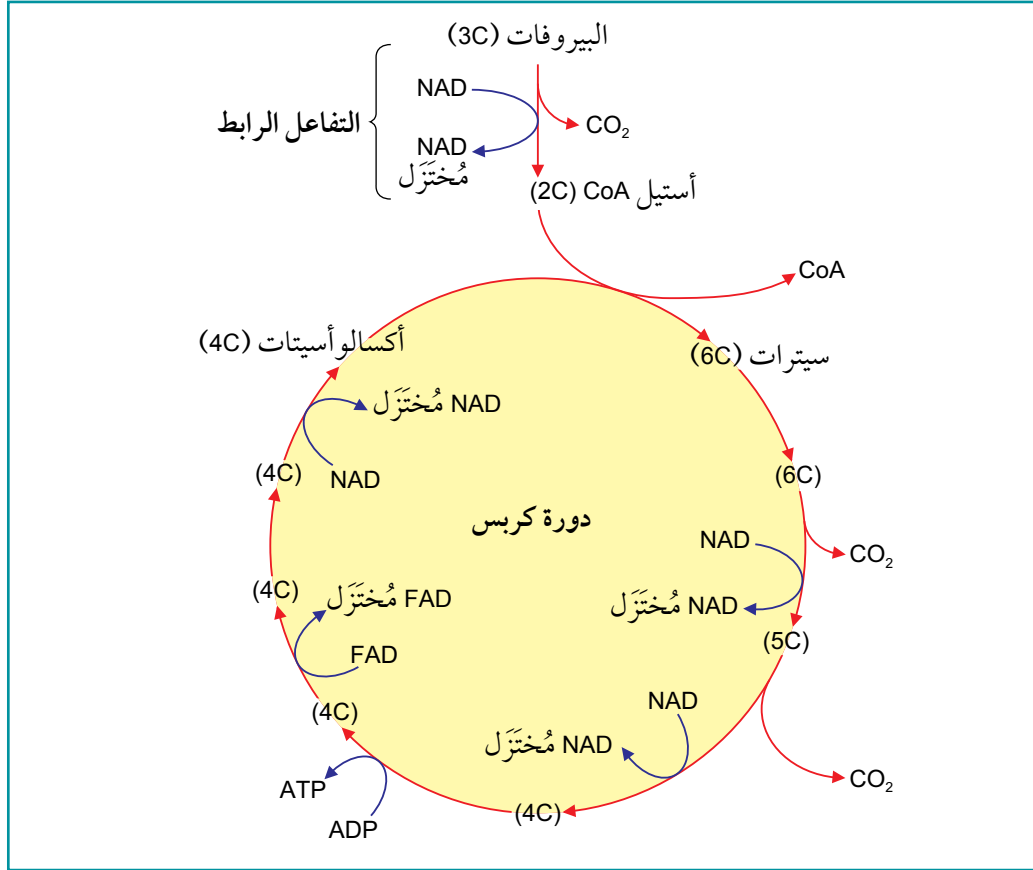 البيروفات (3C)
NAD
CO₂
التفاعل الرابط
NAD
مُختَزَل
أستيل CoA (2C)
CoA
أكسالوأسيتات (4C)
سيترات (6C)
NAD مُختَزَل
(4C)
NAD
(6C)
دورة كربس
NAD
CO₂
(4C)
FAD مُختَزَل
NAD مُختَزَل
(5C)
FAD
(4C)
NAD
NAD مُختَزَل
CO₂
ATP
(4C)
ADP